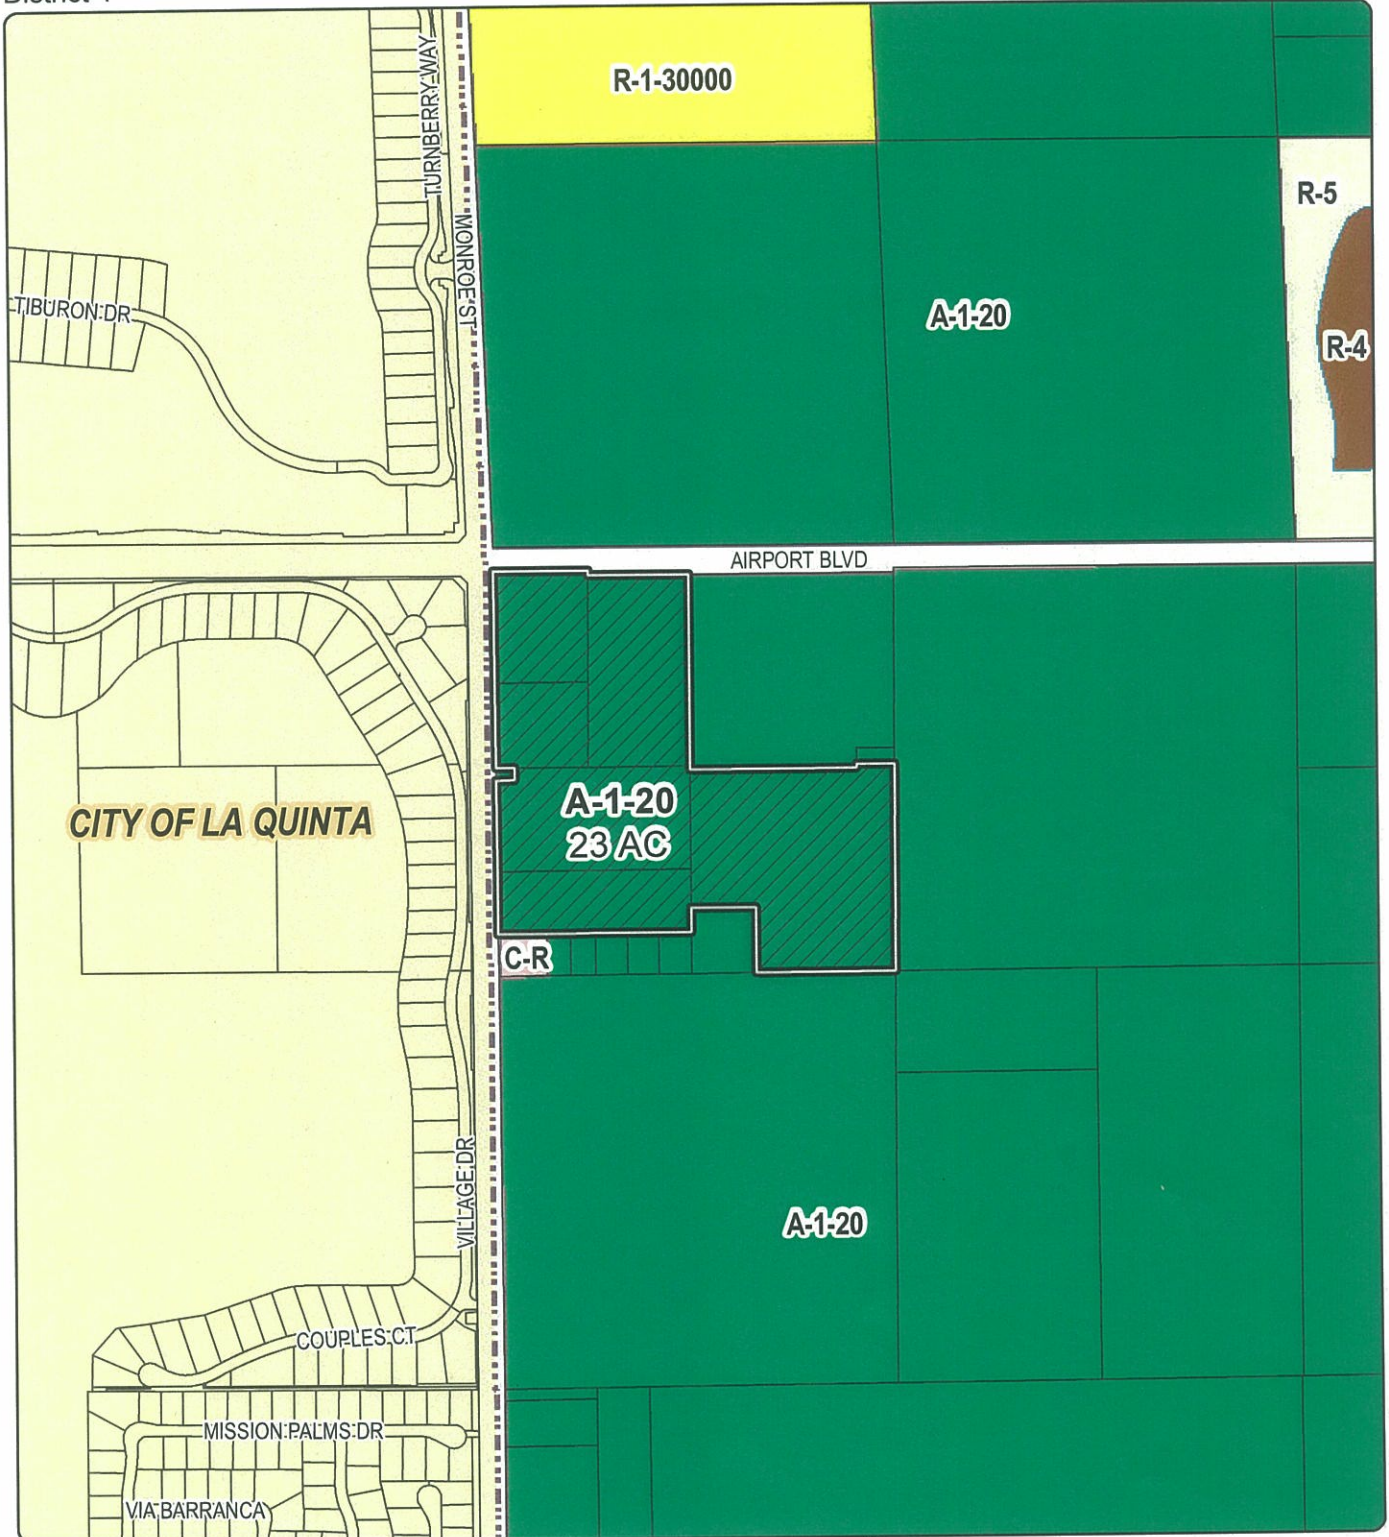 R-1-30000
TURNBERRY WAY
MONROE ST
R-5
TIBURON DR
A-1-20
R-4
AIRPORT BLVD
A-1-20
23 AC
CITY OF LA QUINTA
C-R
VILLAGE DR
A-1-20
COUPLES CT
MISSION PALMS DR
VIA BARRANCA